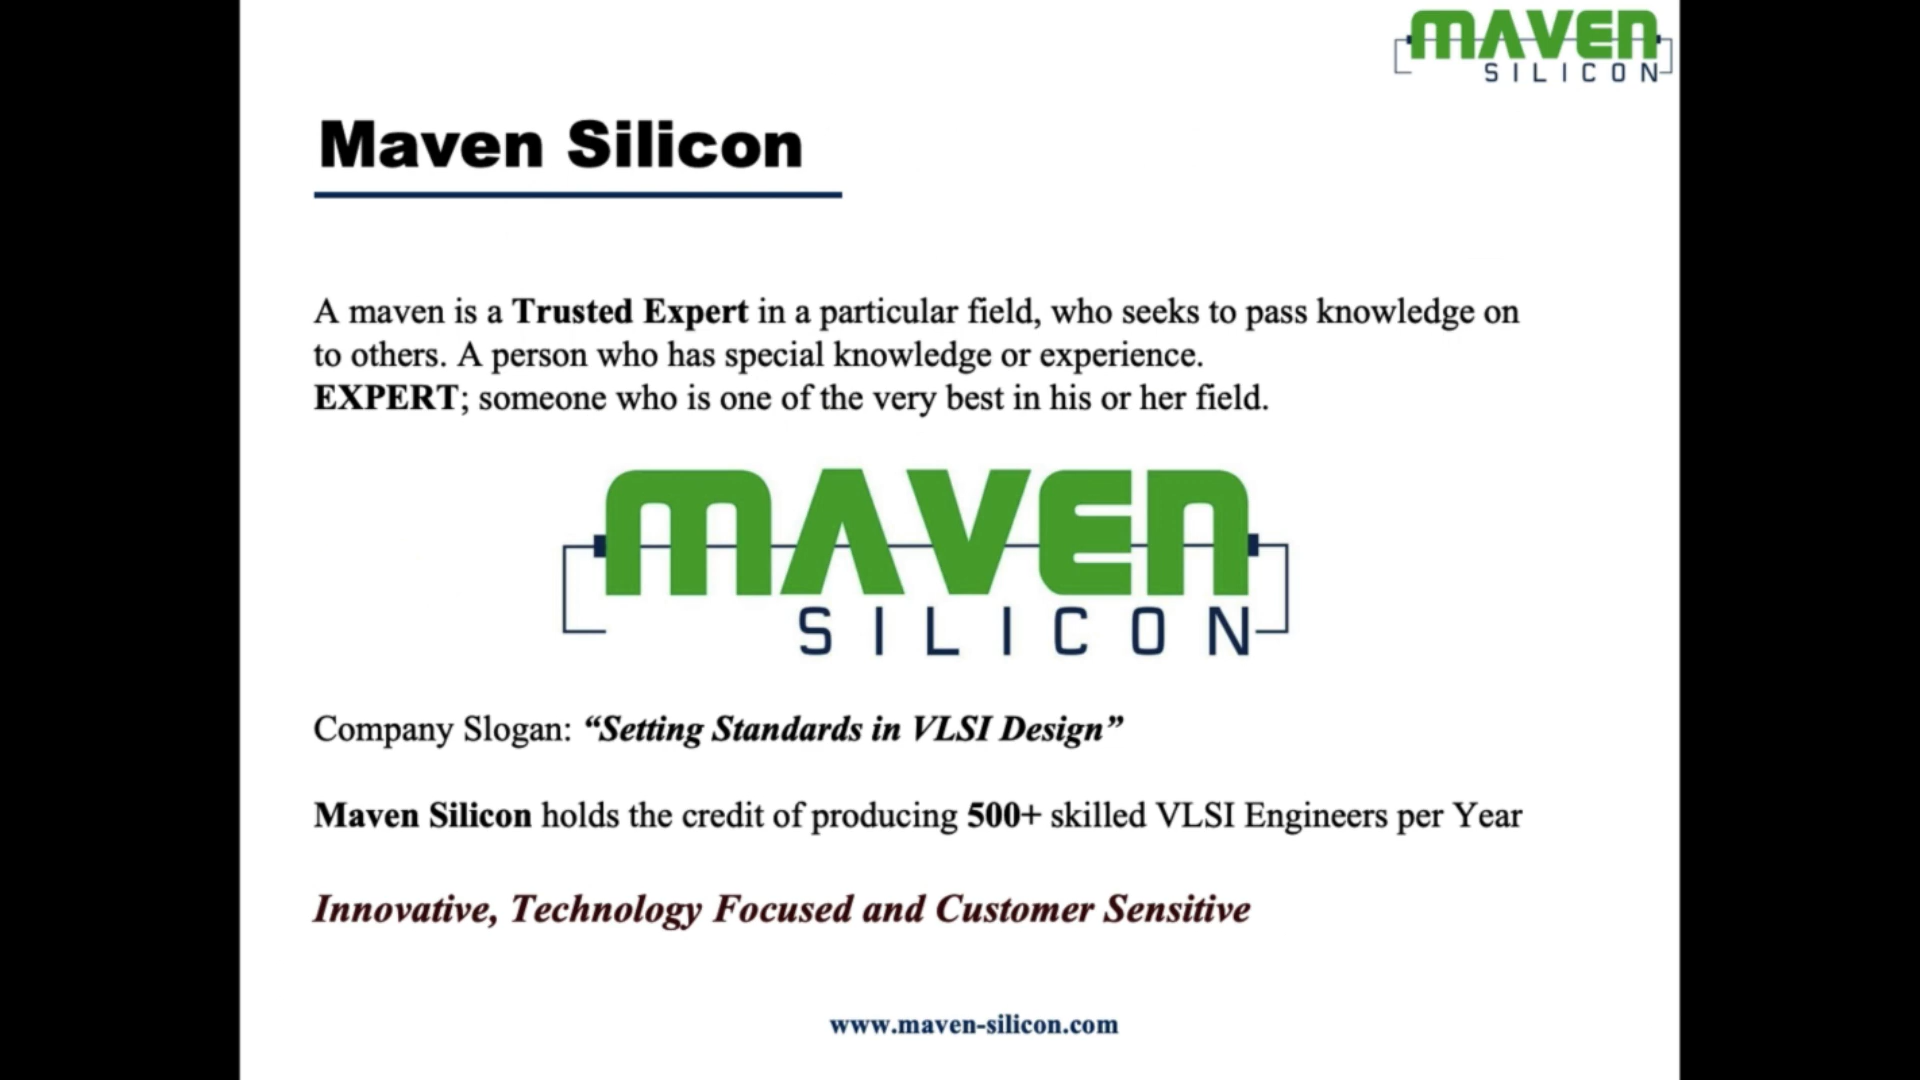 MAVEN
SILICON
Maven Silicon
A maven is a Trusted Expert in a particular field, who seeks to pass knowledge on
to others. A person who has special knowledge or experience.
EXPERT; someone who is one of the very best in his or her field.
MAVEN
SILICON
Company Slogan: “Setting Standards in VLSI Design”
Maven Silicon holds the credit of producing 500+ skilled VLSI Engineers per Year
Innovative, Technology Focused and Customer Sensitive
www.maven-silicon.com